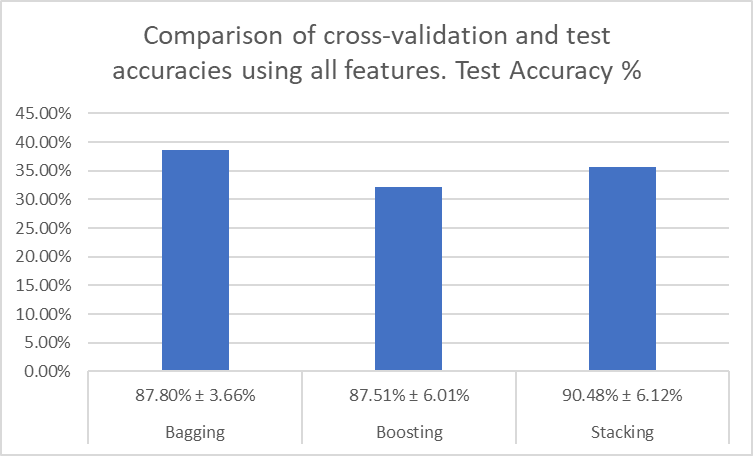 Comparison of cross-validation and test
accuracies using all features. Test Accuracy %
45.00%
40.00%
35.00%
30.00%
25.00%
20.00%
15.00%
10.00%
5.00%
0.00%
87.80% ± 3.66% 87.51% ± 6.01% 90.48% ± 6.12%
Bagging Boosting Stacking